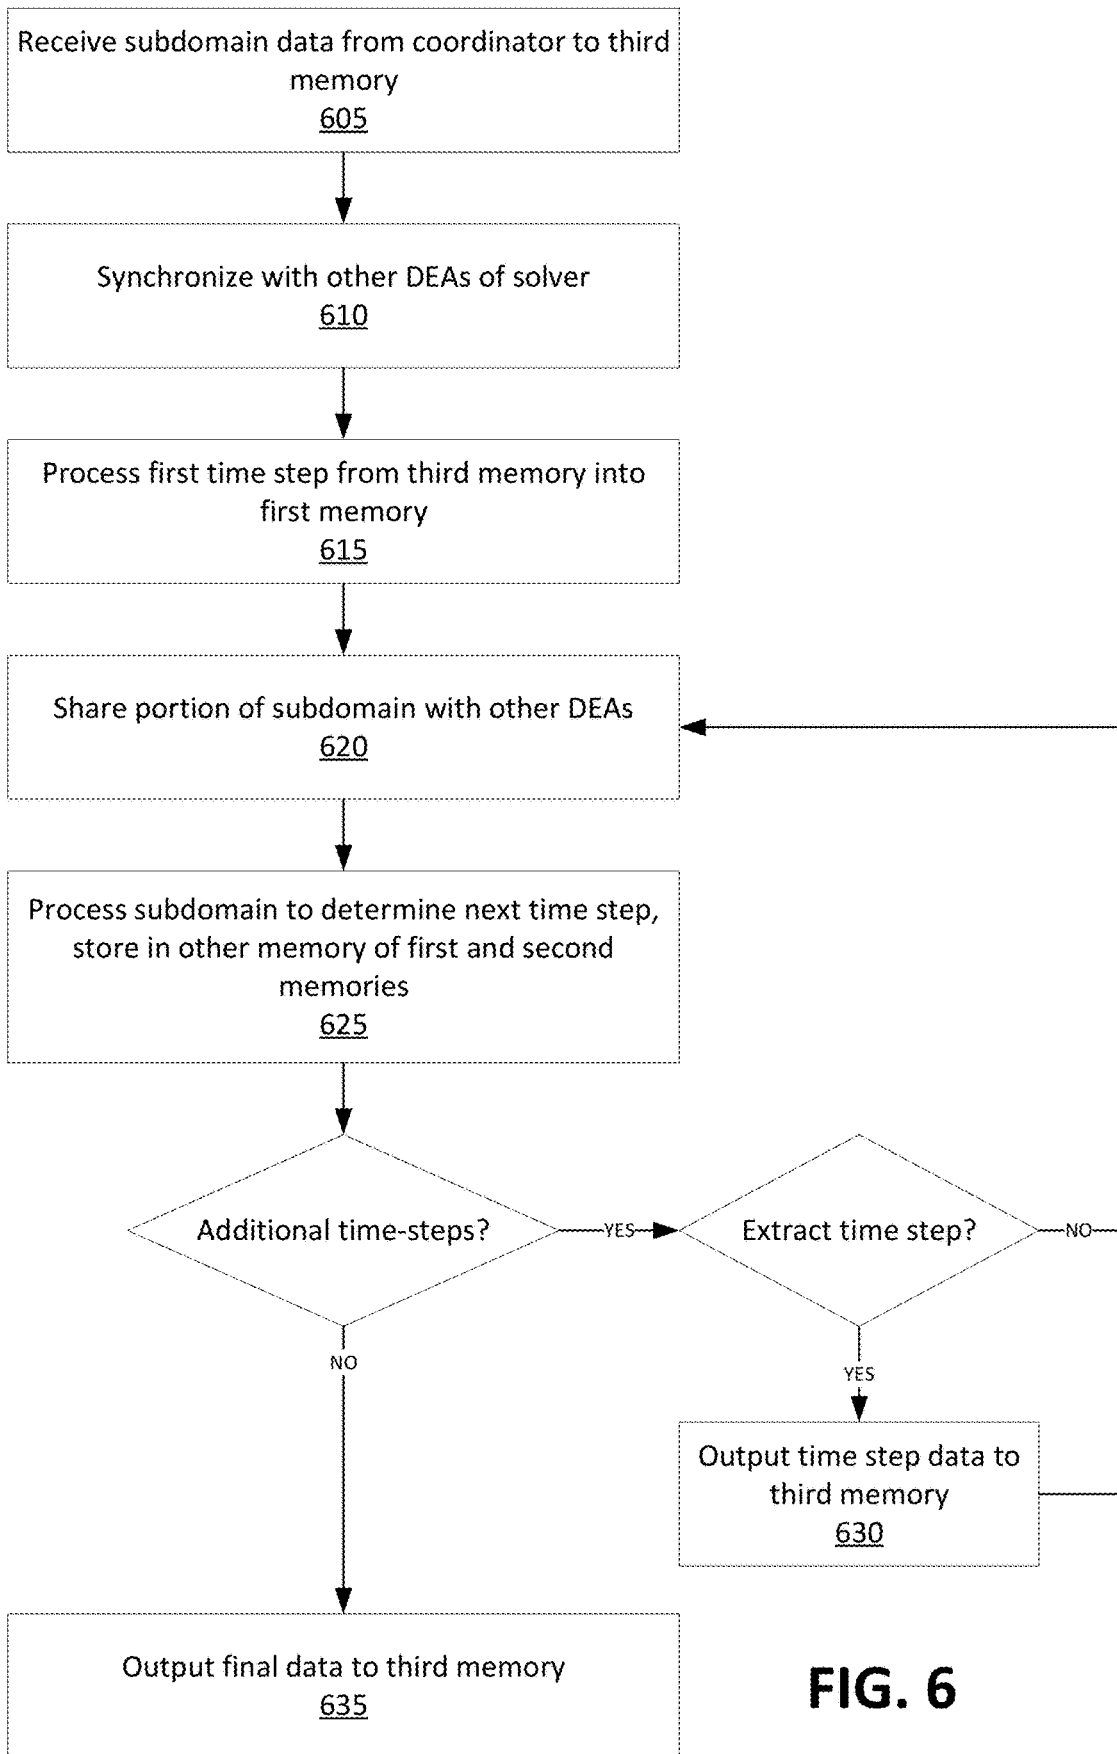 Receive subdomain data from coordinator to third
memory
605
Synchronize with other DEAs of solver
610
Process first time step from third memory into
first memory
615
Share portion of subdomain with other DEAs
620
Process subdomain to determine next time step,
store in other memory of first and second
memories
625
Additional time-steps?
YES
Extract time step?
NO
NO
YES
Output time step data to
third memory
630
Output final data to third memory
635
FIG. 6